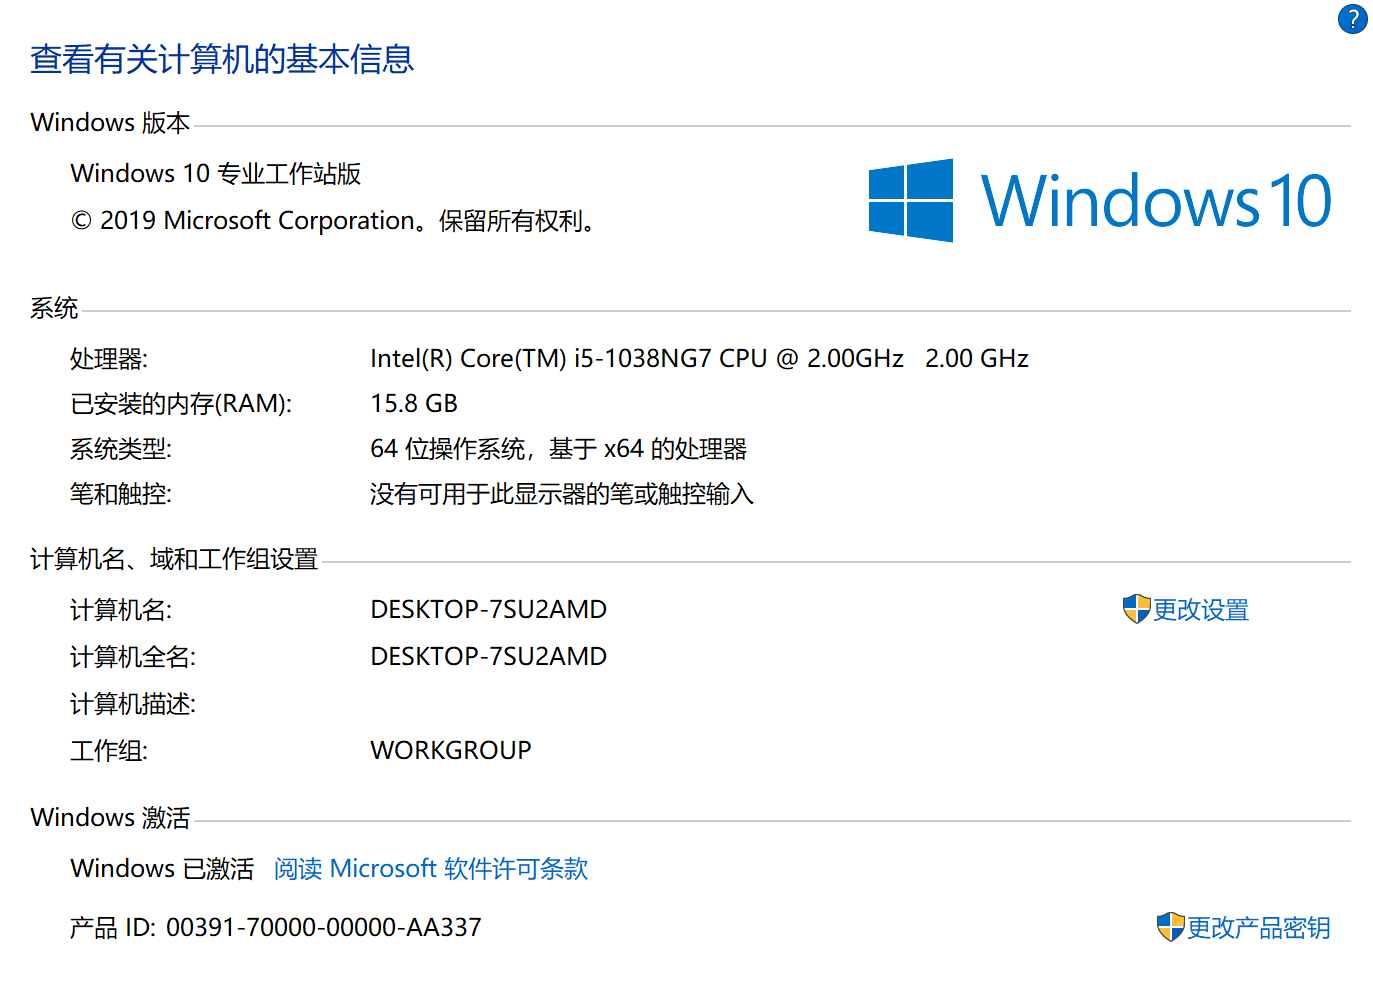 ?
查看有关计算机的基本信息
Windows 版本
Windows 10 专业工作站版
© 2019 Microsoft Corporation。保留所有权利。
Windows 10
系统
处理器: Intel(R) Core(TM) i5-1038NG7 CPU @ 2.00GHz 2.00 GHz
已安装的内存(RAM): 15.8 GB
系统类型: 64 位操作系统，基于 x64 的处理器
笔和触控: 没有可用于此显示器的笔或触控输入
计算机名、域和工作组设置
计算机名: DESKTOP-7SU2AMD 更改设置
计算机全名: DESKTOP-7SU2AMD
计算机描述:
工作组: WORKGROUP
Windows 激活
Windows 已激活 阅读 Microsoft 软件许可条款
产品 ID: 00391-70000-00000-AA337 更改产品密钥